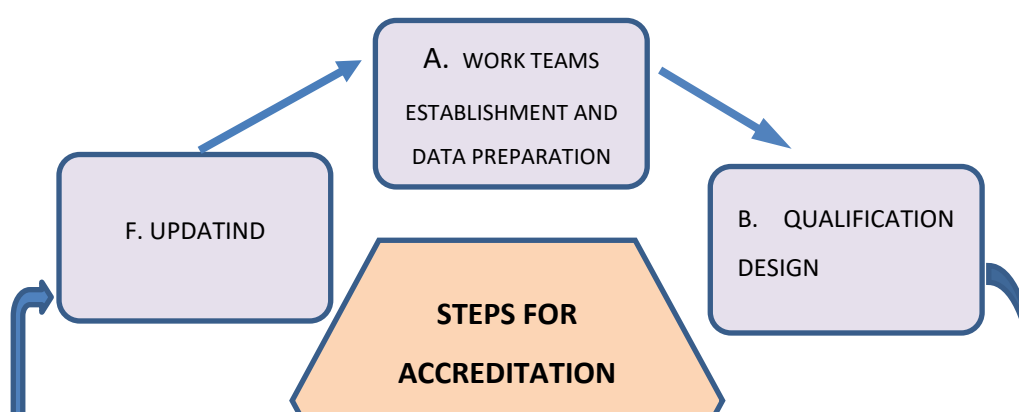 A. WORK TEAMS
ESTABLISHMENT AND
DATA PREPARATION
F. UPDATIND
B. QUALIFICATION
DESIGN
STEPS FOR
ACCREDITATION